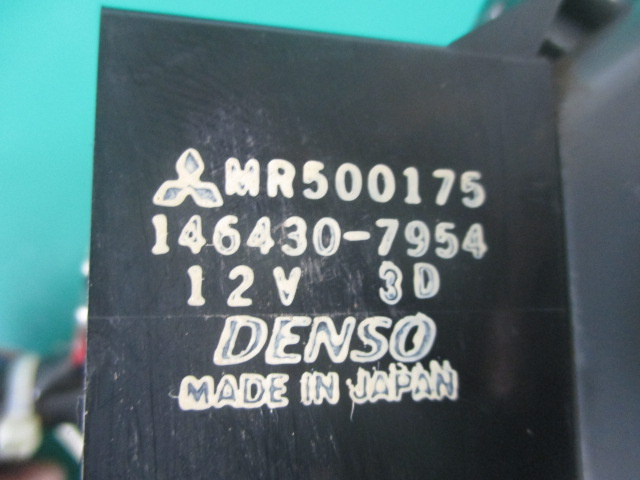 MR500175
146430-7954
12V 3D
DENSO
MADE IN JAPAN